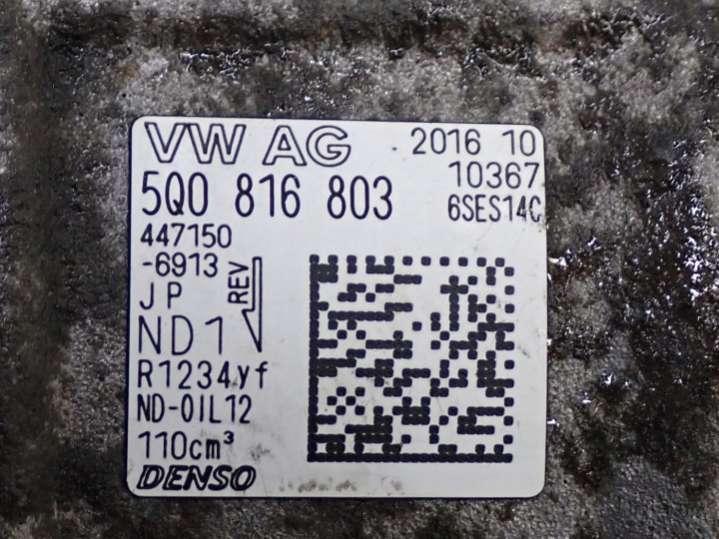 VW AG 2016 10
10367
5Q0 816 803 6SES14C
447150
-6913
REV
JP
ND1
R1234yf
ND-OIL12
110cm³
DENSO